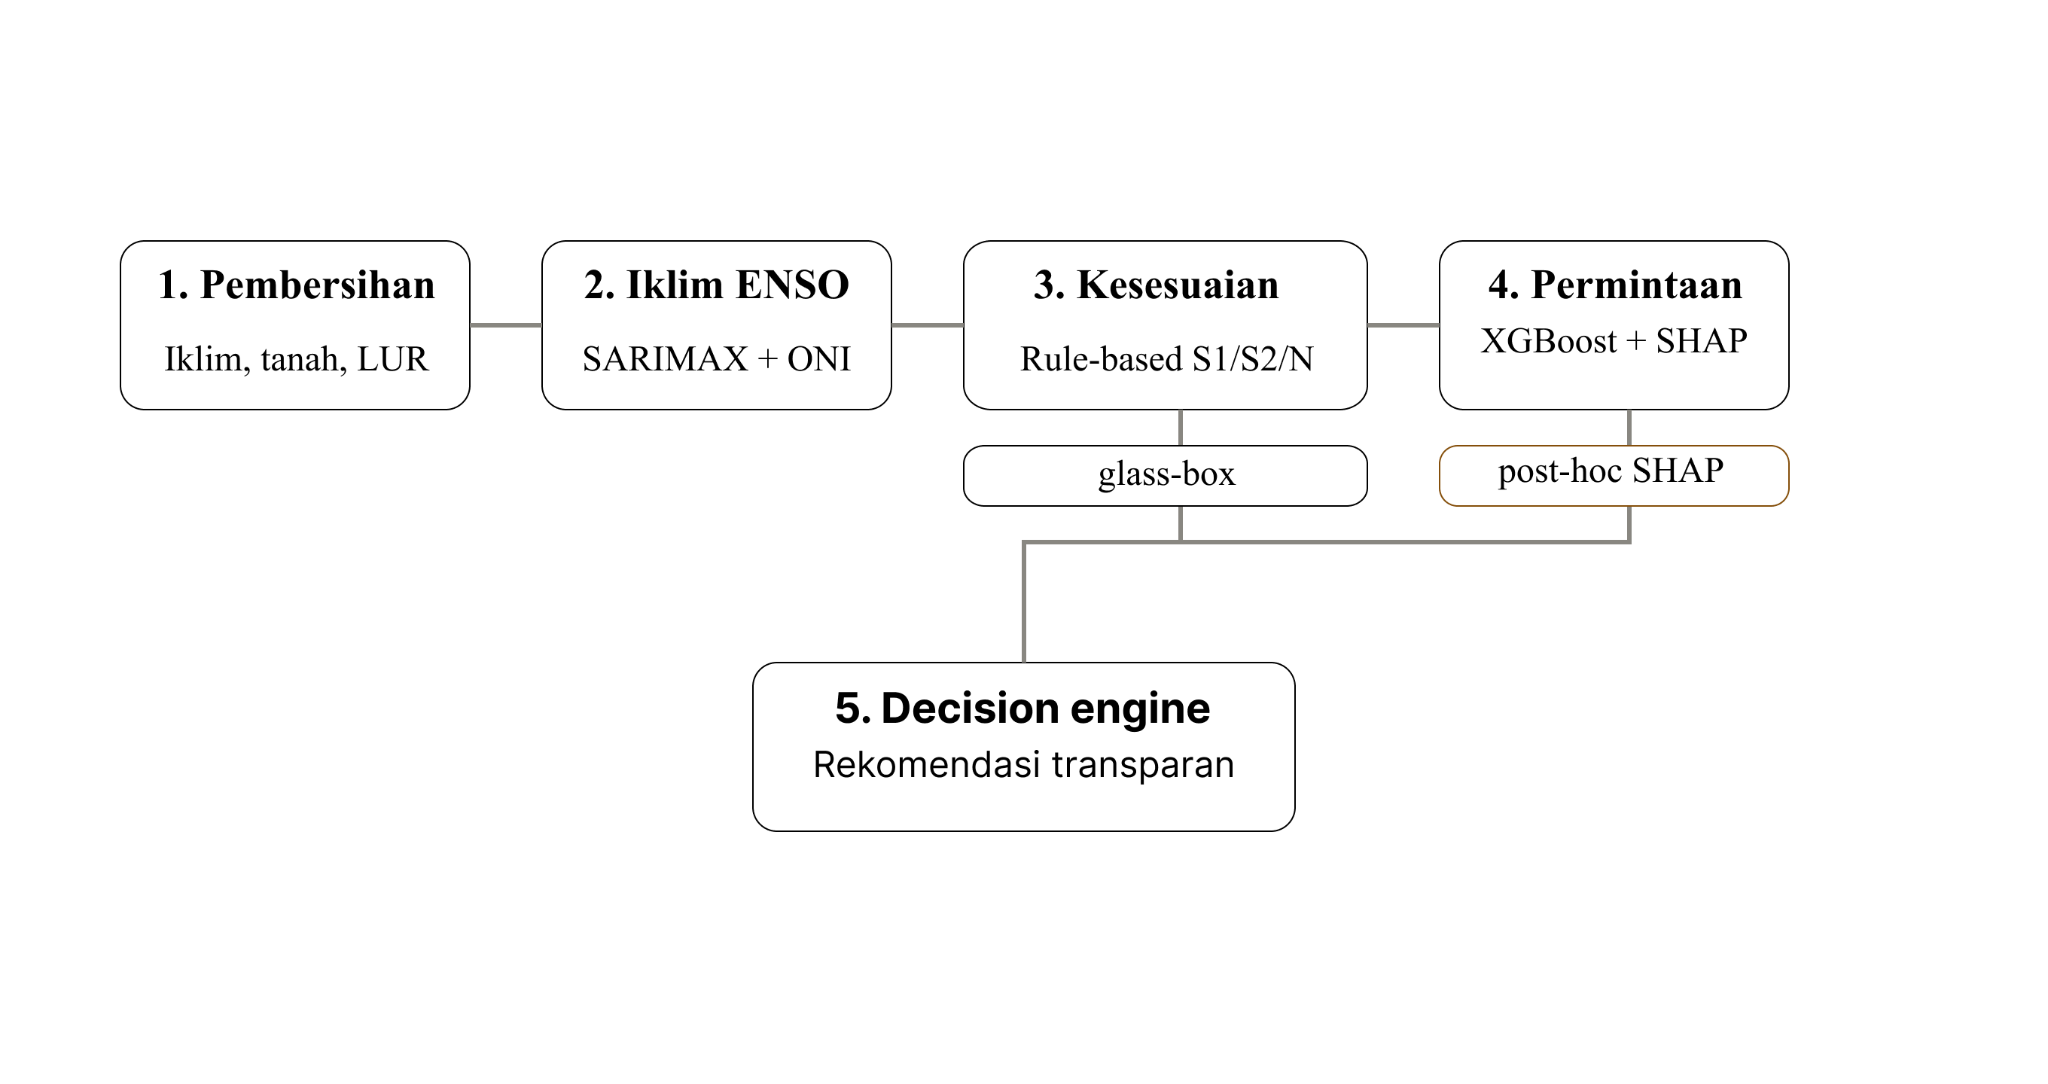 1. Pembersihan
Iklim, tanah, LUR
2. Iklim ENSO
SARIMAX + ONI
3. Kesesuaian
Rule-based S1/S2/N
4. Permintaan
XGBoost + SHAP
glass-box
post-hoc SHAP
5. Decision engine
Rekomendasi transparan